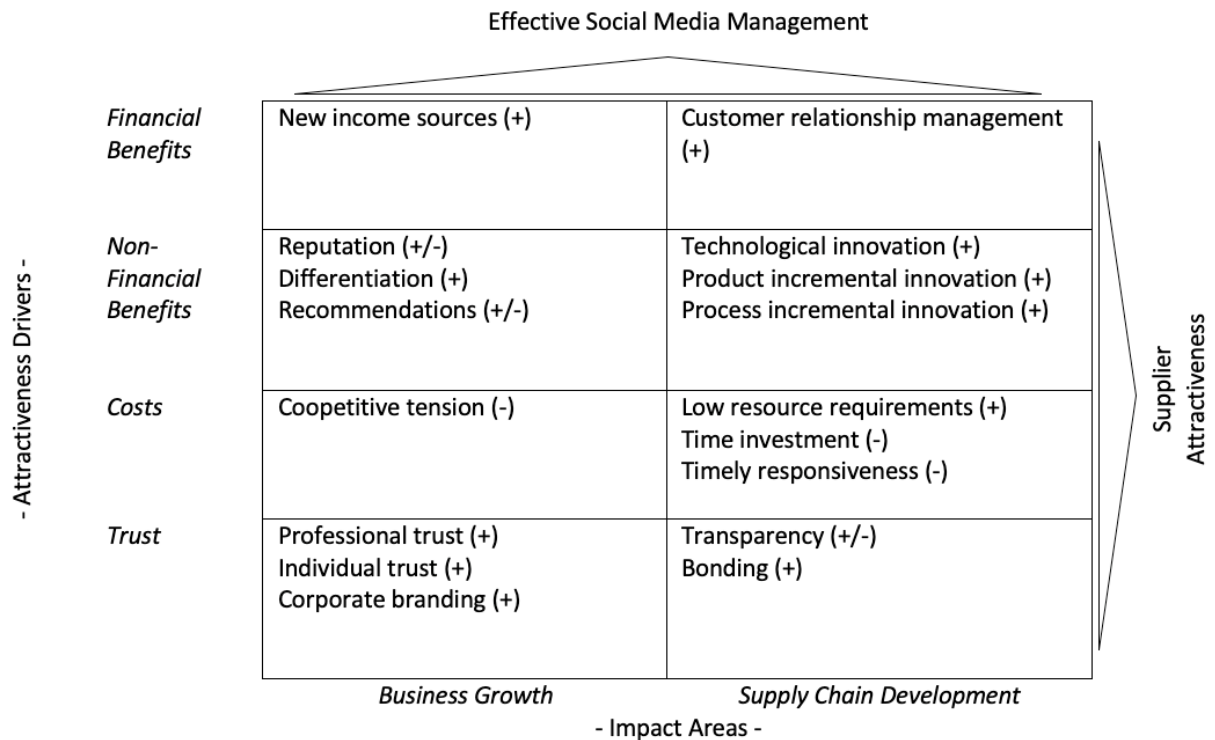 Effective Social Media Management
Financial
Benefits
New income sources (+)
Customer relationship management
(+)
Non-
Financial
Benefits
Reputation (+/-)
Differentiation (+)
Recommendations (+/-)
Technological innovation (+)
Product incremental innovation (+)
Process incremental innovation (+)
Costs
Coopetitive tension (-)
Low resource requirements (+)
Time investment (-)
Timely responsiveness (-)
Trust
Professional trust (+)
Individual trust (+)
Corporate branding (+)
Transparency (+/-)
Bonding (+)
- Attractiveness Drivers -
Supplier
Attractiveness
Business Growth
Supply Chain Development
- Impact Areas -